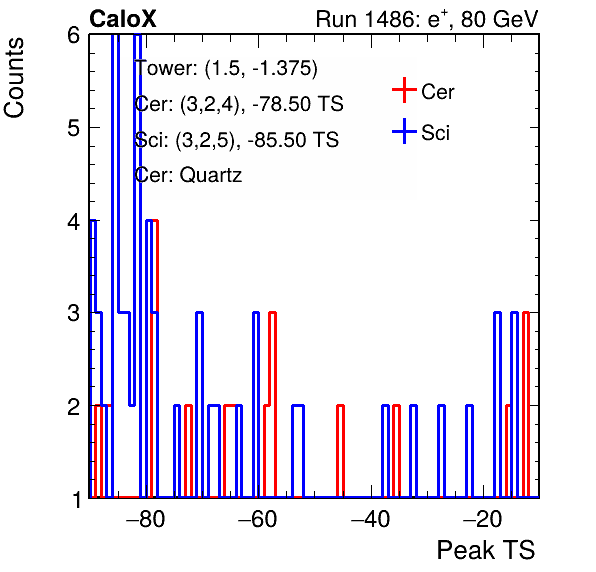 CaloX Run 1486: e⁺, 80 GeV
Counts
Tower: (1.5, -1.375)
Cer: (3,2,4), -78.50 TS
Sci: (3,2,5), -85.50 TS
Cer: Quartz
Cer
Sci
6
5
4
3
2
1
−80 −60 −40 −20
Peak TS